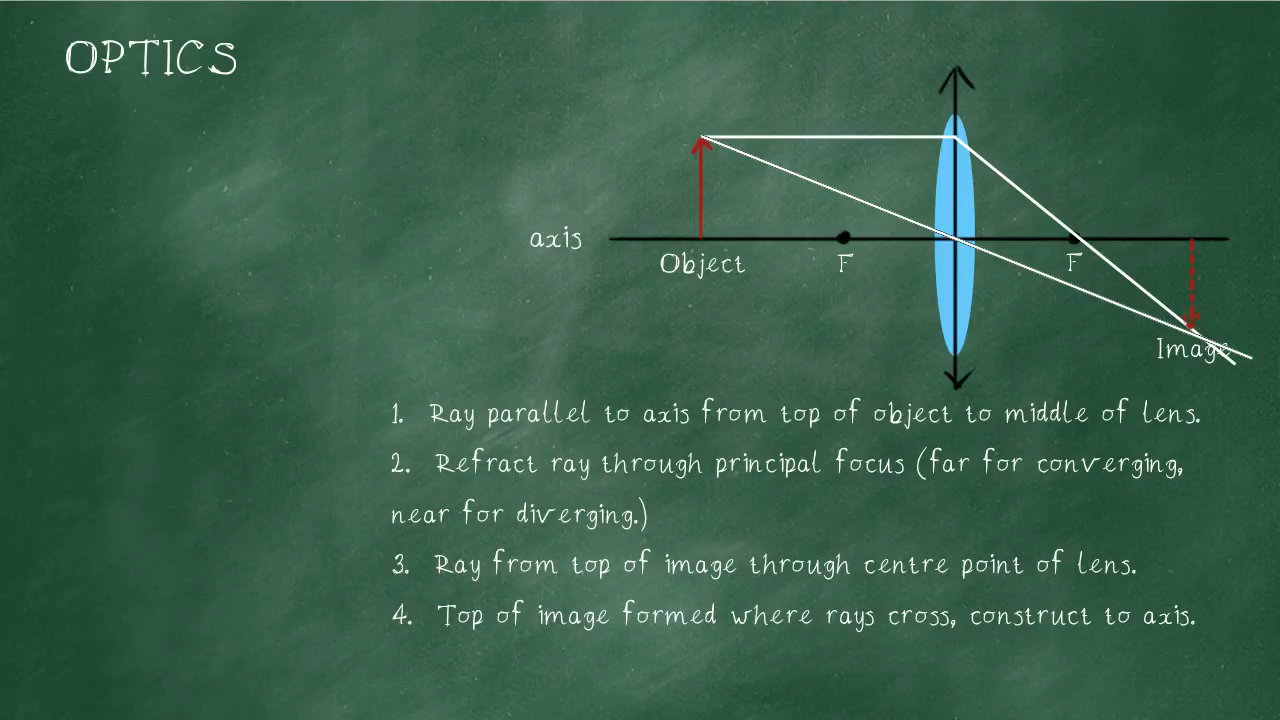 OPTICS
axis
Object
F
F
Image
1. Ray parallel to axis from top of object to middle of lens.
2. Refract ray through principal focus (far for converging,
near for diverging.)
3. Ray from top of image through centre point of lens.
4. Top of image formed where rays cross, construct to axis.